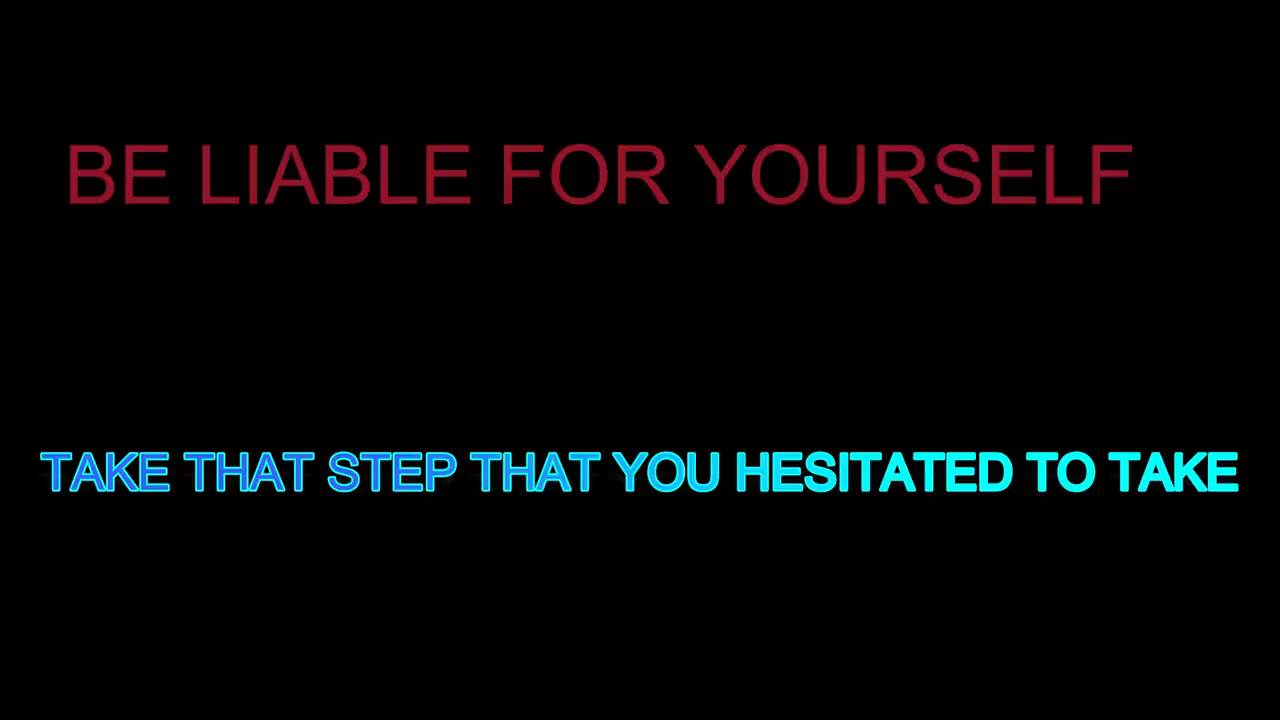 BE LIABLE FOR YOURSELF
TAKE THAT STEP THAT YOU HESITATED TO TAKE